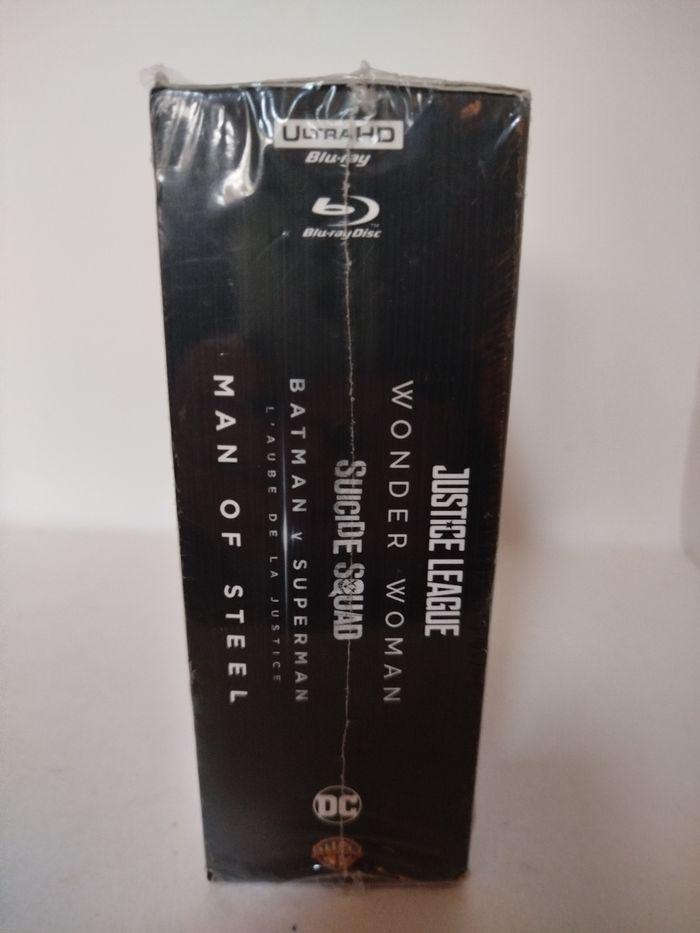 ULTRA HD
Blu-ray
Blu-ray Disc
TM
JUSTICE LEAGUE
WONDER WOMAN
SUICIDE SQUAD
BATMAN v SUPERMAN
L'AUBE DE LA JUSTICE
MAN OF STEEL
DC